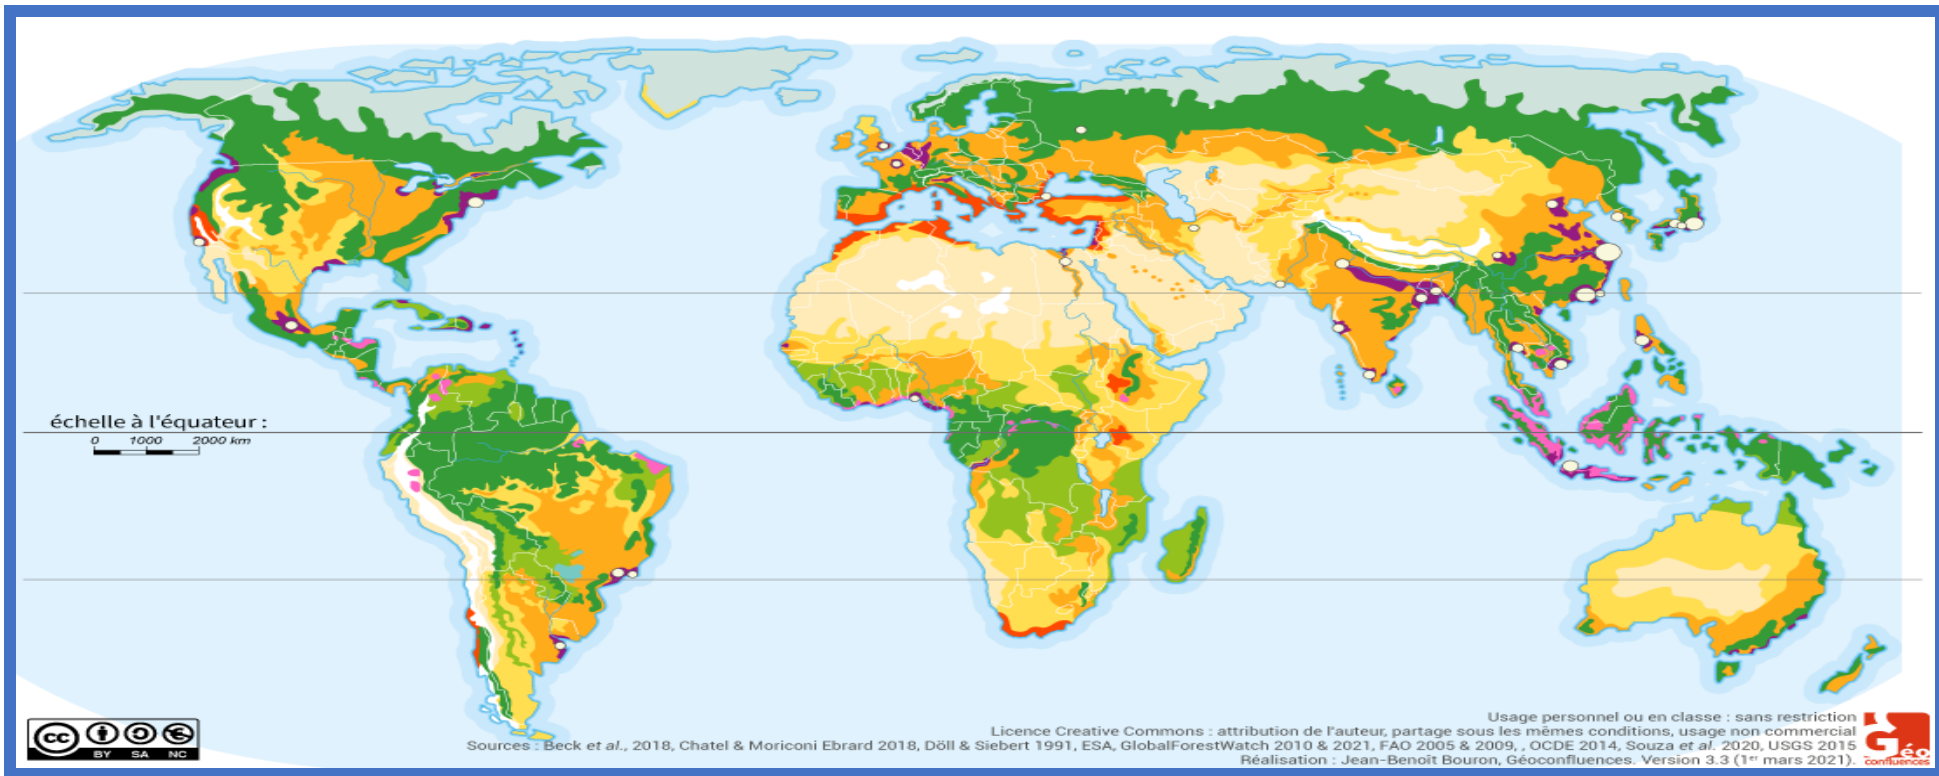 échelle à l'équateur :
0 1000 2000 km
cc BY SA NC
Usage personnel ou en classe : sans restriction
Licence Creative Commons : attribution de l'auteur, partage sous les mêmes conditions, usage non commercial
Sources : Beck et al., 2018, Chatel & Moriconi Ebrard 2018, Döll & Siebert 1991, ESA, GlobalForestWatch 2010 & 2021, FAO 2005 & 2009, , OCDE 2014, Souza et al. 2020, USGS 2015
Réalisation : Jean-Benoît Bouron, Géoconfluences. Version 3.3 (1er mars 2021).
Géo
confluences